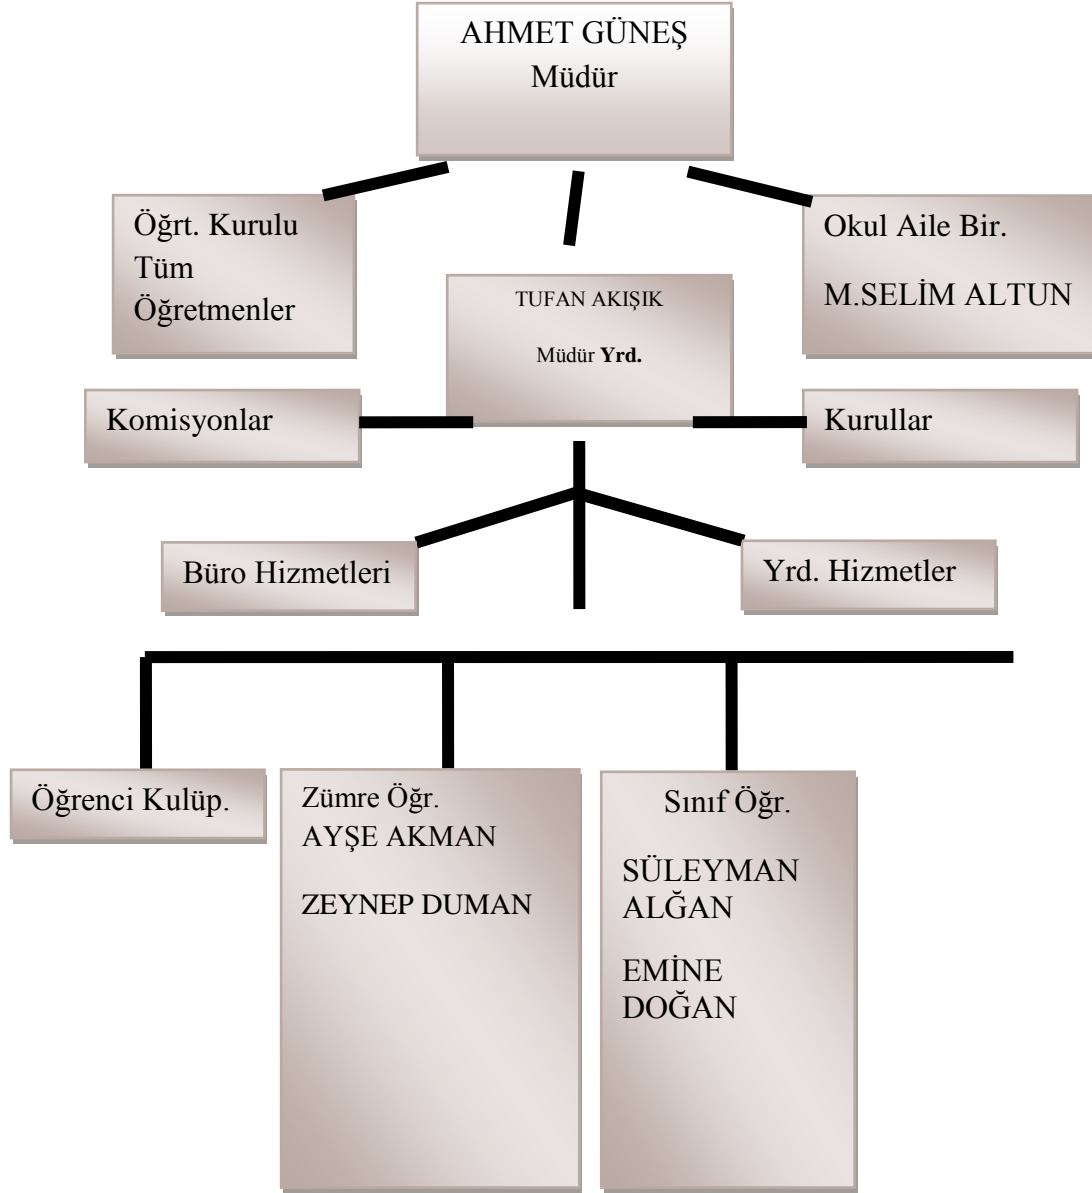 AHMET GÜNEŞ
Müdür
Öğrt. Kurulu
Tüm
Öğretmenler
Okul Aile Bir.
M.SELİM ALTUN
TUFAN AKIŞIK
Müdür Yrd.
Komisyonlar
Kurullar
Büro Hizmetleri
Yrd. Hizmetler
Öğrenci Kulüp.
Zümre Öğr.
AYŞE AKMAN
ZEYNEP DUMAN
Sınıf Öğr.
SÜLEYMAN
ALĞAN
EMİNE
DOĞAN